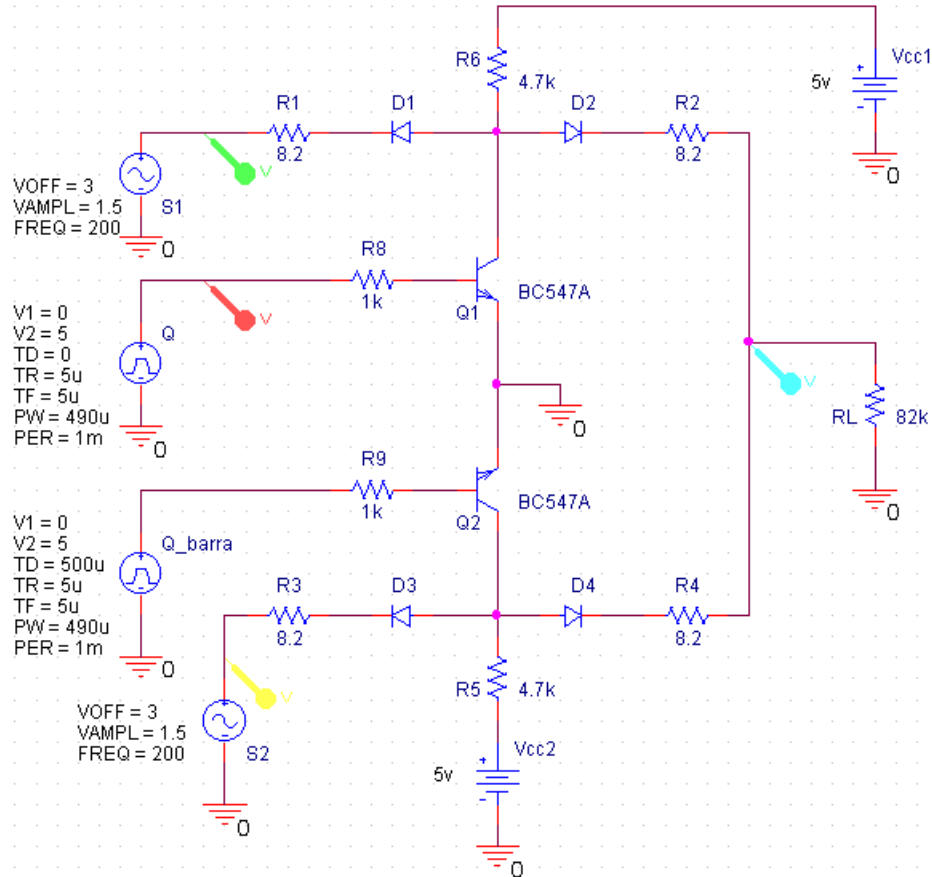 R6
4.7k
Vcc1
5v
0
R1
8.2
D1
D2
R2
8.2
V
VOFF = 3
VAMPL = 1.5
FREQ = 200
S1
0
R8
1k
BC547A
Q1
V
V
V1 = 0
V2 = 5
TD = 0
TR = 5u
TF = 5u
PW = 490u
PER = 1m
Q
0
0
RL
82k
0
R9
1k
BC547A
Q2
V1 = 0
V2 = 5
TD = 500u
TR = 5u
TF = 5u
PW = 490u
PER = 1m
Q_barra
0
R3
8.2
D3
D4
R4
8.2
V
R5
4.7k
VOFF = 3
VAMPL = 1.5
FREQ = 200
S2
0
Vcc2
5v
0